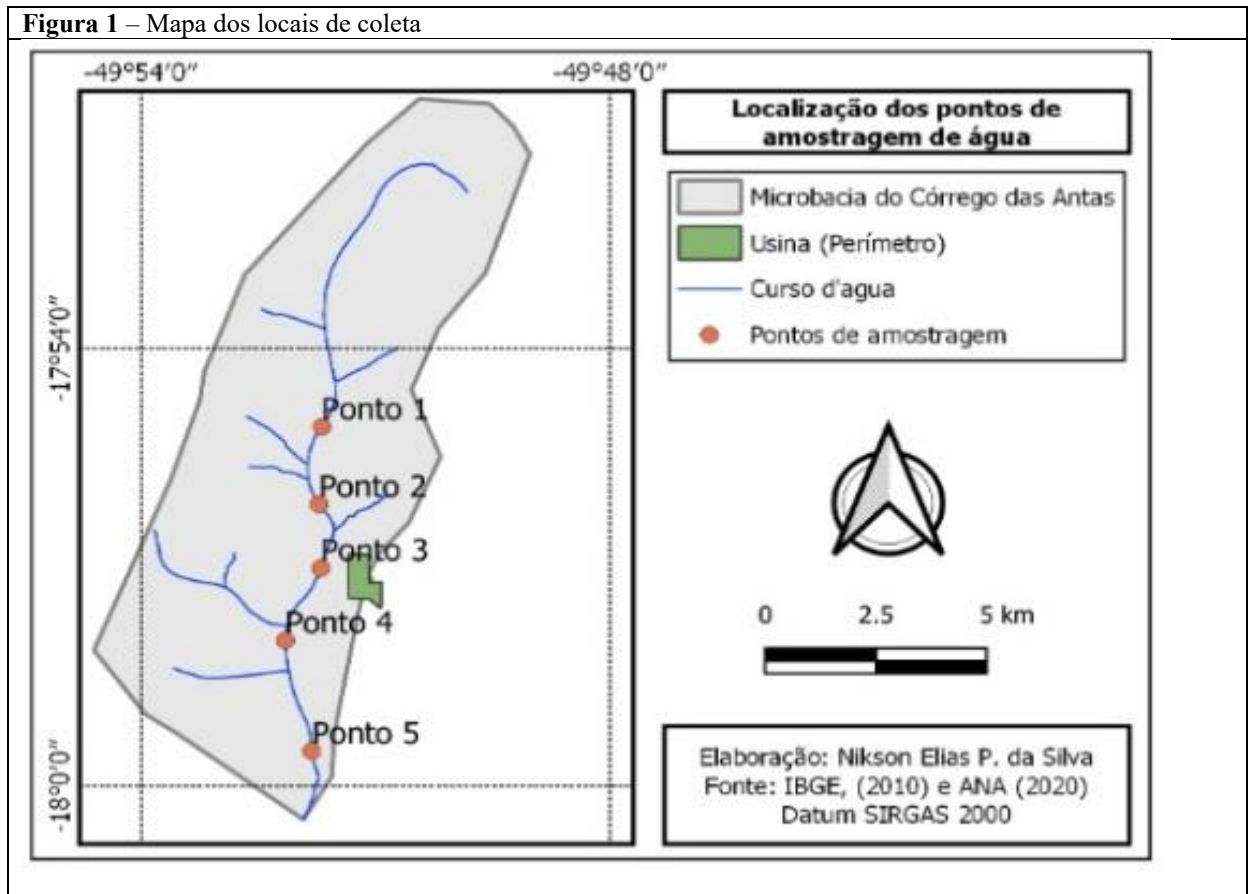 Figura 1 – Mapa dos locais de coleta
-49°54'0"
-49°48'0"
-17°54'0"
-18°0'0"
Ponto 1
Ponto 2
Ponto 3
Ponto 4
Ponto 5
Localização dos pontos de
amostragem de água
Microbacia do Córrego das Antas
Usina (Perímetro)
Curso d'agua
Pontos de amostragem
0 2.5 5 km
Elaboração: Nikson Elias P. da Silva
Fonte: IBGE, (2010) e ANA (2020)
Datum SIRGAS 2000